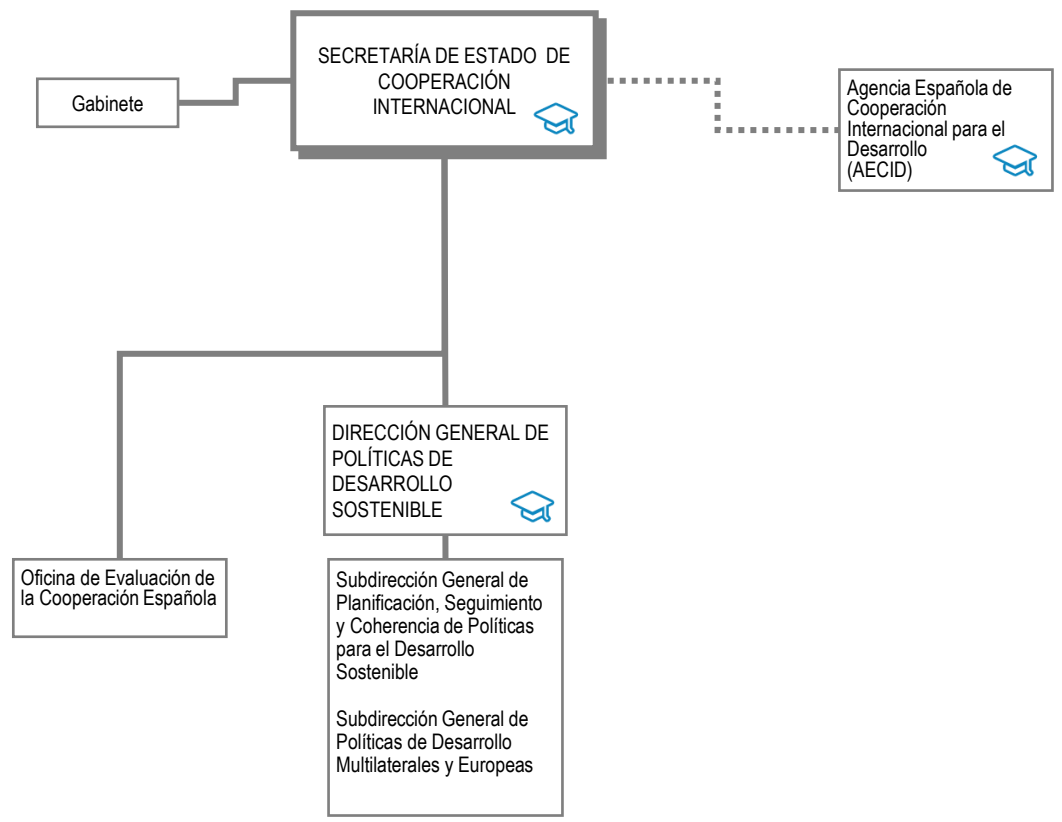 SECRETARÍA DE ESTADO DE
COOPERACIÓN
INTERNACIONAL
Gabinete
Agencia Española de
Cooperación
Internacional para el
Desarrollo
(AECID)
DIRECCIÓN GENERAL DE
POLÍTICAS DE
DESARROLLO
SOSTENIBLE
Oficina de Evaluación de
la Cooperación Española
Subdirección General de
Planificación, Seguimiento
y Coherencia de Políticas
para el Desarrollo
Sostenible
Subdirección General de
Políticas de Desarrollo
Multilaterales y Europeas